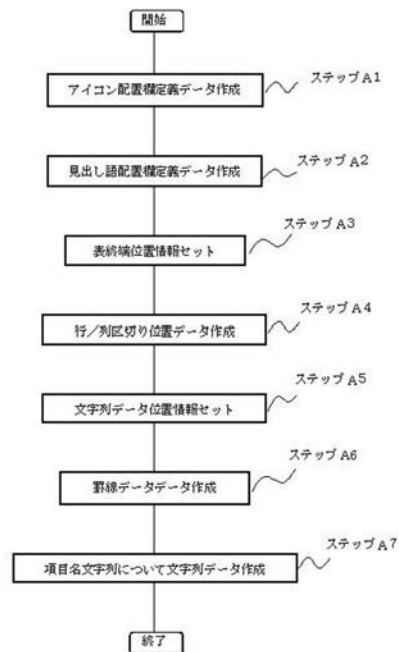 開始
アイコン配置欄定義データ作成
ステップA1
見出し語配置欄定義データ作成
ステップA2
表終端位置情報セット
ステップA3
行／列区切り位置データ作成
ステップA4
文字列データ位置情報セット
ステップA5
罫線データデータ作成
ステップA6
項目名文字列について文字列データ作成
ステップA7
終了